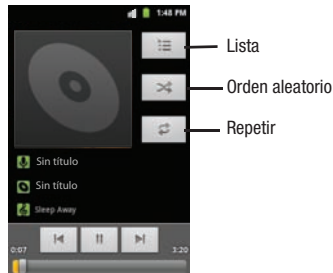 1:48 PM
Lista
Orden aleatorio
Repetir
Sin título
Sin título
Sleep Away
0:07
3:20